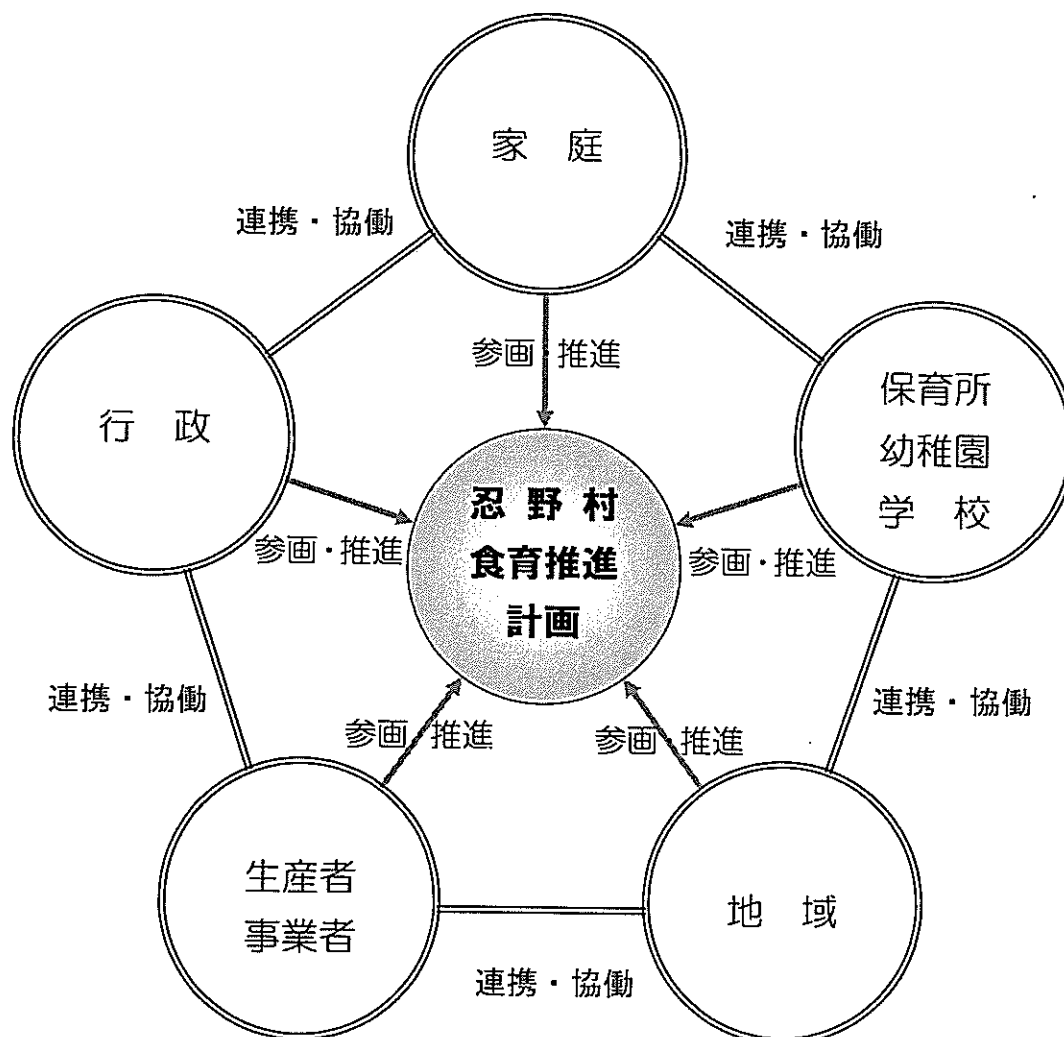 家 庭
連携・協働
連携・協働
参画・推進
行 政
保育所
幼稚園
学 校
忍 野 村
食育推進
計画
参画・推進
参画・推進
連携・協働
連携・協働
参画・推進
参画・推進
生産者
事業者
地 域
連携・協働